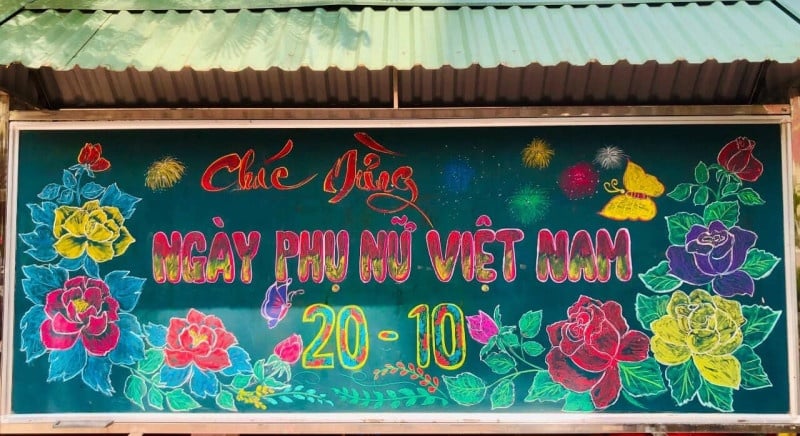 Chúc Mừng
NGÀY PHỤ NỮ VIỆT NAM
20-10